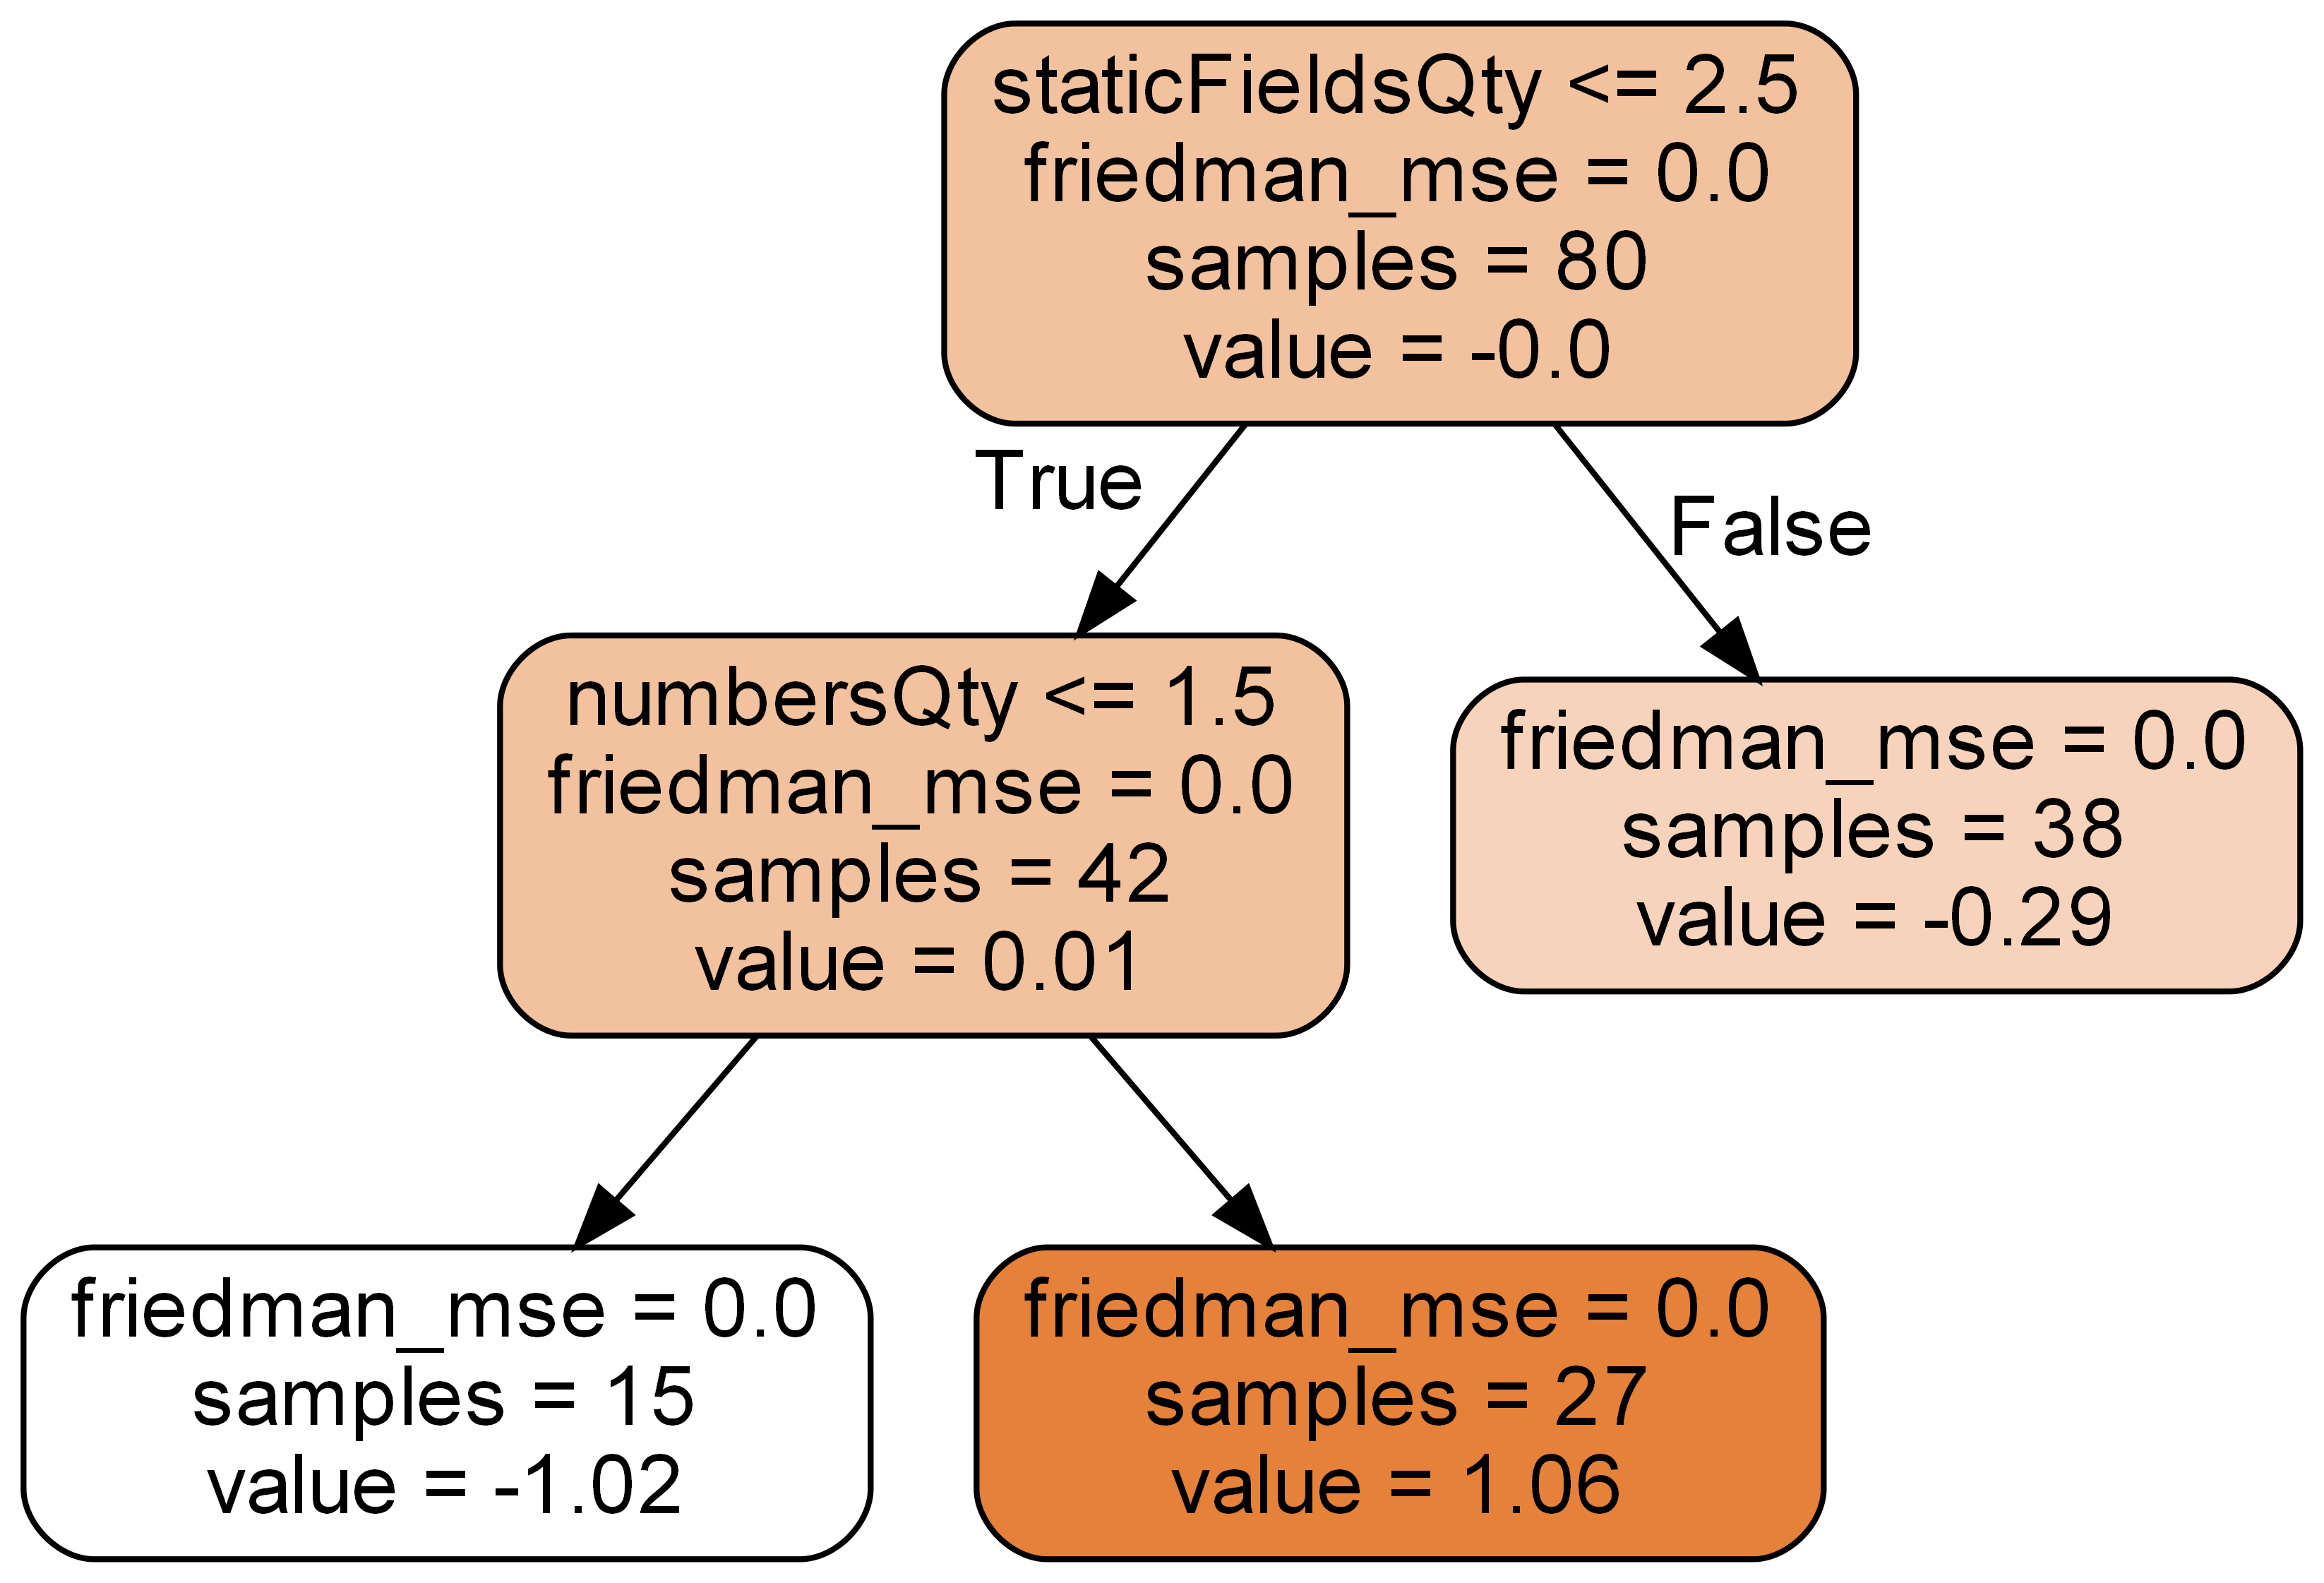 staticFieldsQty <= 2.5
friedman_mse = 0.0
samples = 80
value = -0.0
True
False
numbersQty <= 1.5
friedman_mse = 0.0
samples = 42
value = 0.01
friedman_mse = 0.0
samples = 38
value = -0.29
friedman_mse = 0.0
samples = 15
value = -1.02
friedman_mse = 0.0
samples = 27
value = 1.06